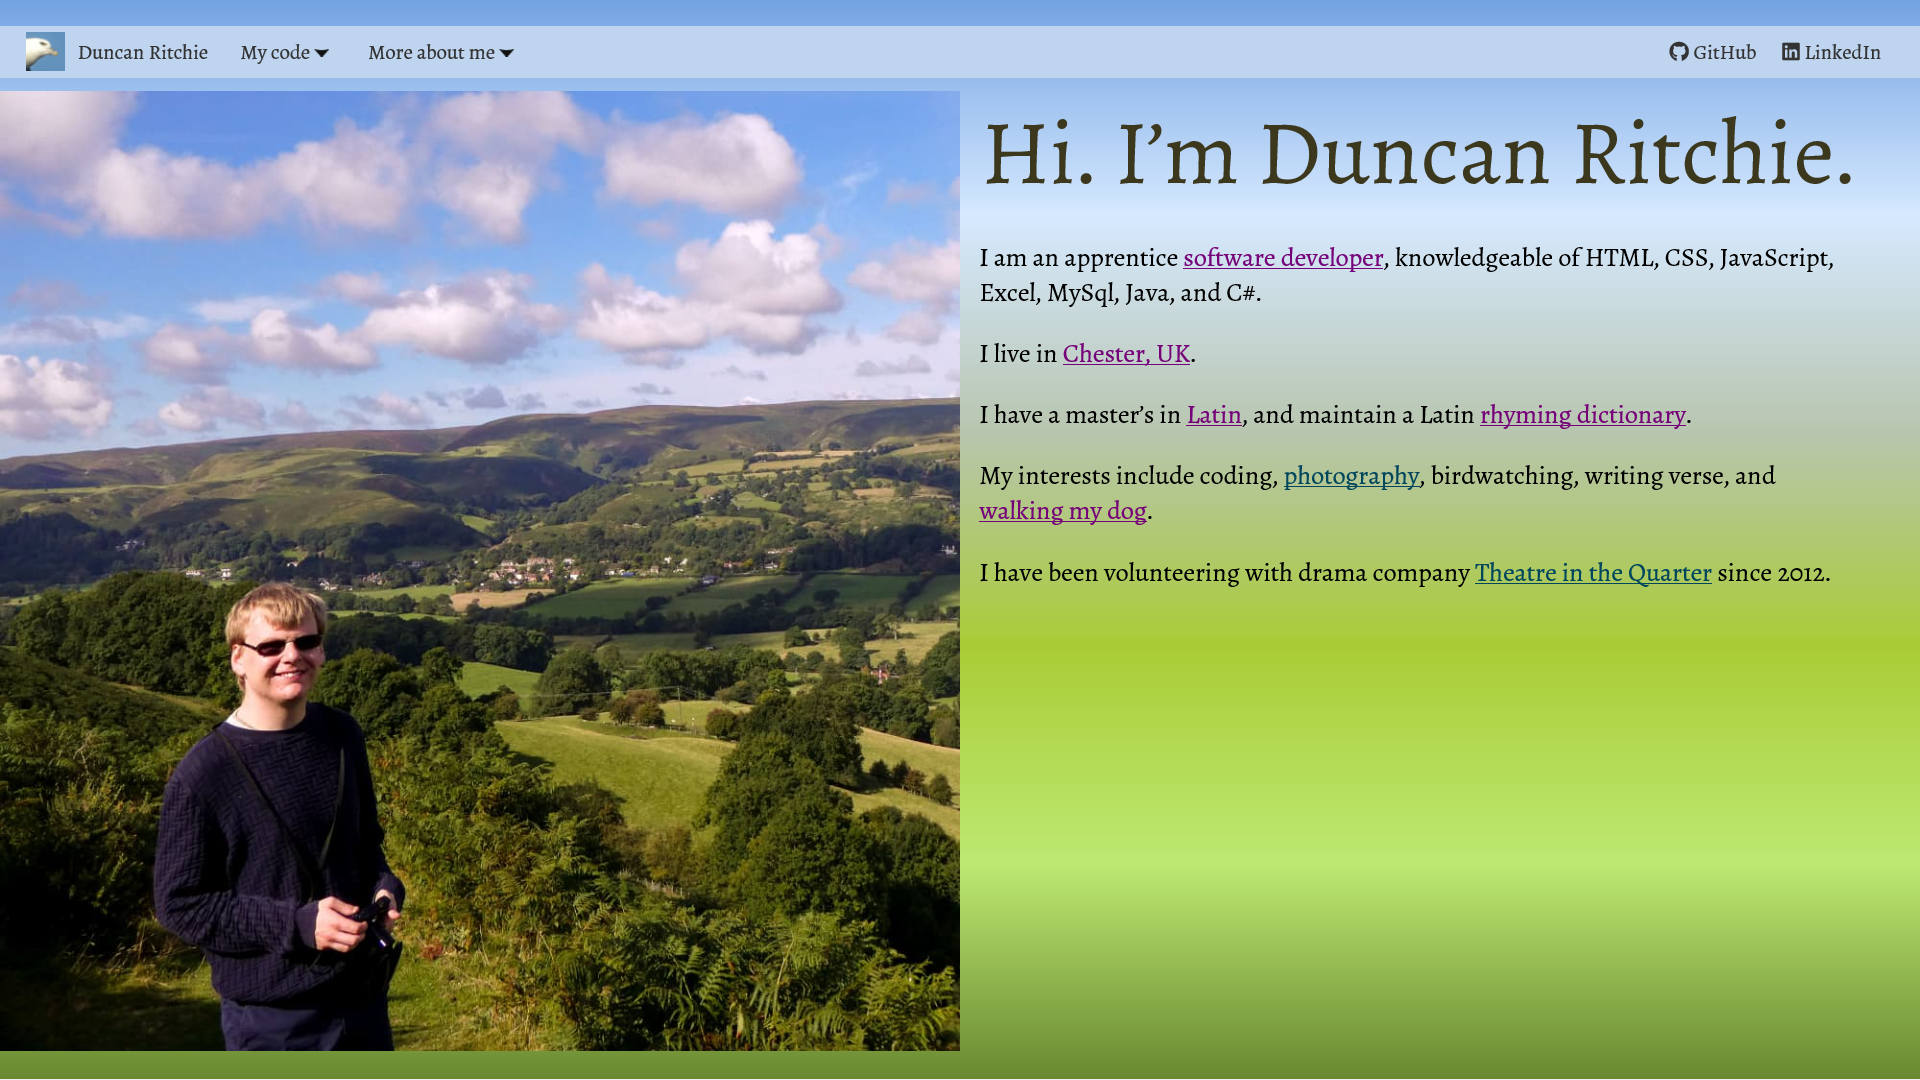 Duncan Ritchie My code More about me GitHub LinkedIn
Hi. I’m Duncan Ritchie.
I am an apprentice software developer, knowledgeable of HTML, CSS, JavaScript,
Excel, MySql, Java, and C#.
I live in Chester, UK.
I have a master’s in Latin, and maintain a Latin rhyming dictionary.
My interests include coding, photography, birdwatching, writing verse, and
walking my dog.
I have been volunteering with drama company Theatre in the Quarter since 2012.